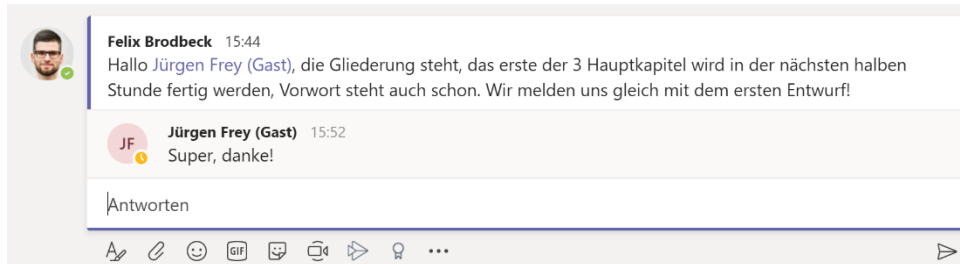 Felix Brodbeck 15:44
Hallo Jürgen Frey (Gast), die Gliederung steht, das erste der 3 Hauptkapitel wird in der nächsten halben
Stunde fertig werden, Vorwort steht auch schon. Wir melden uns gleich mit dem ersten Entwurf!
JF
Jürgen Frey (Gast) 15:52
Super, danke!
Antworten
GIF